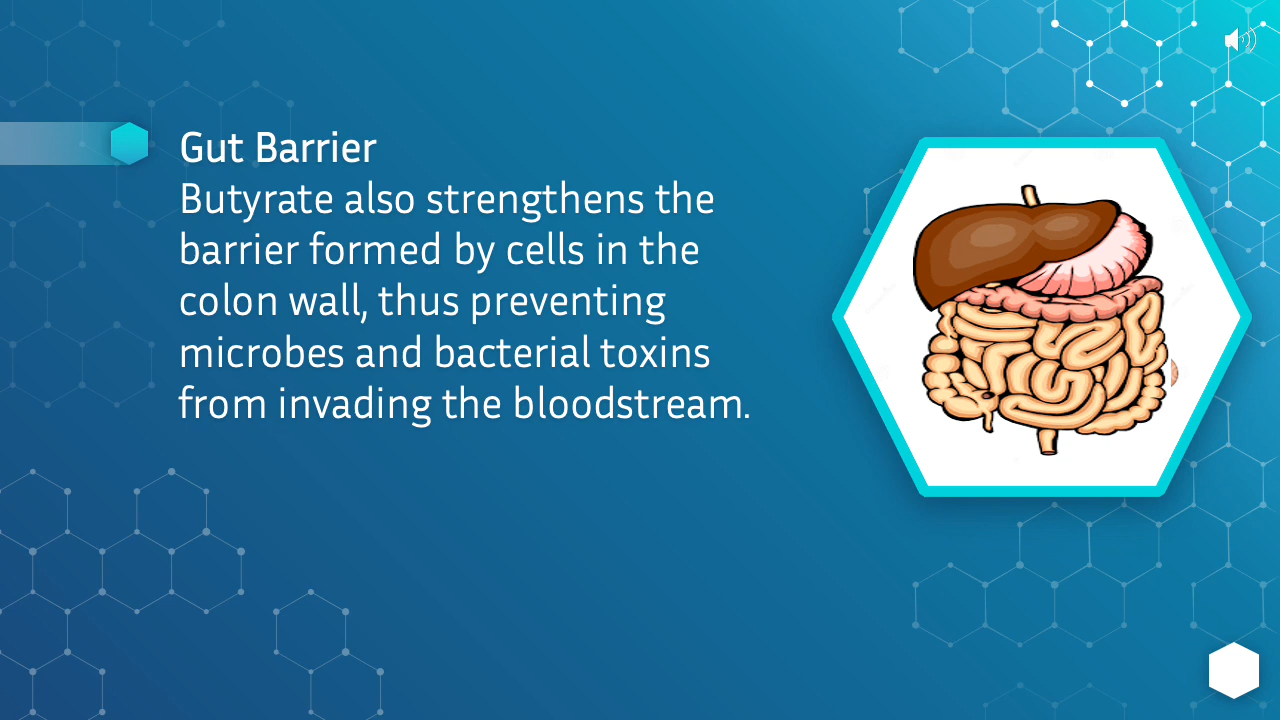 Gut Barrier
Butyrate also strengthens the
barrier formed by cells in the
colon wall, thus preventing
microbes and bacterial toxins
from invading the bloodstream.